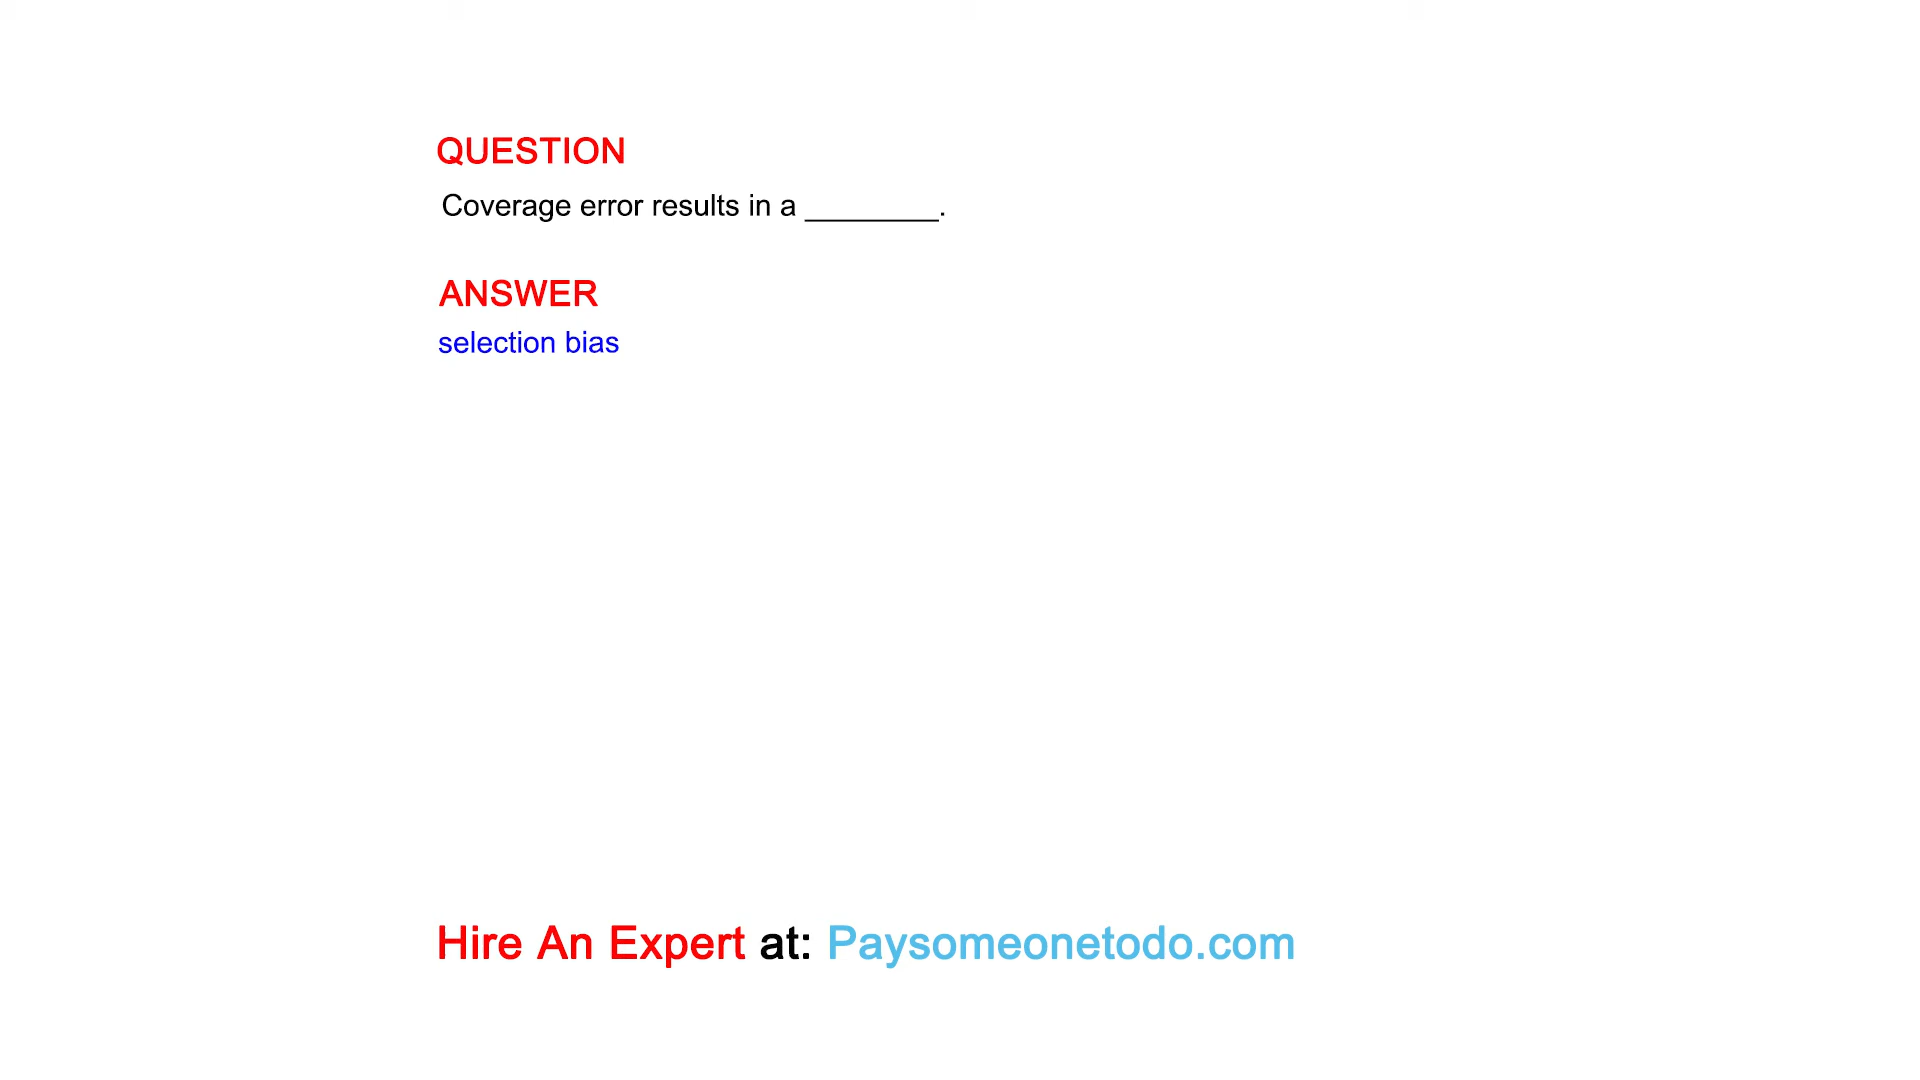 QUESTION
Coverage error results in a ________.
ANSWER
selection bias
Hire An Expert at: Paysomeonetodo.com